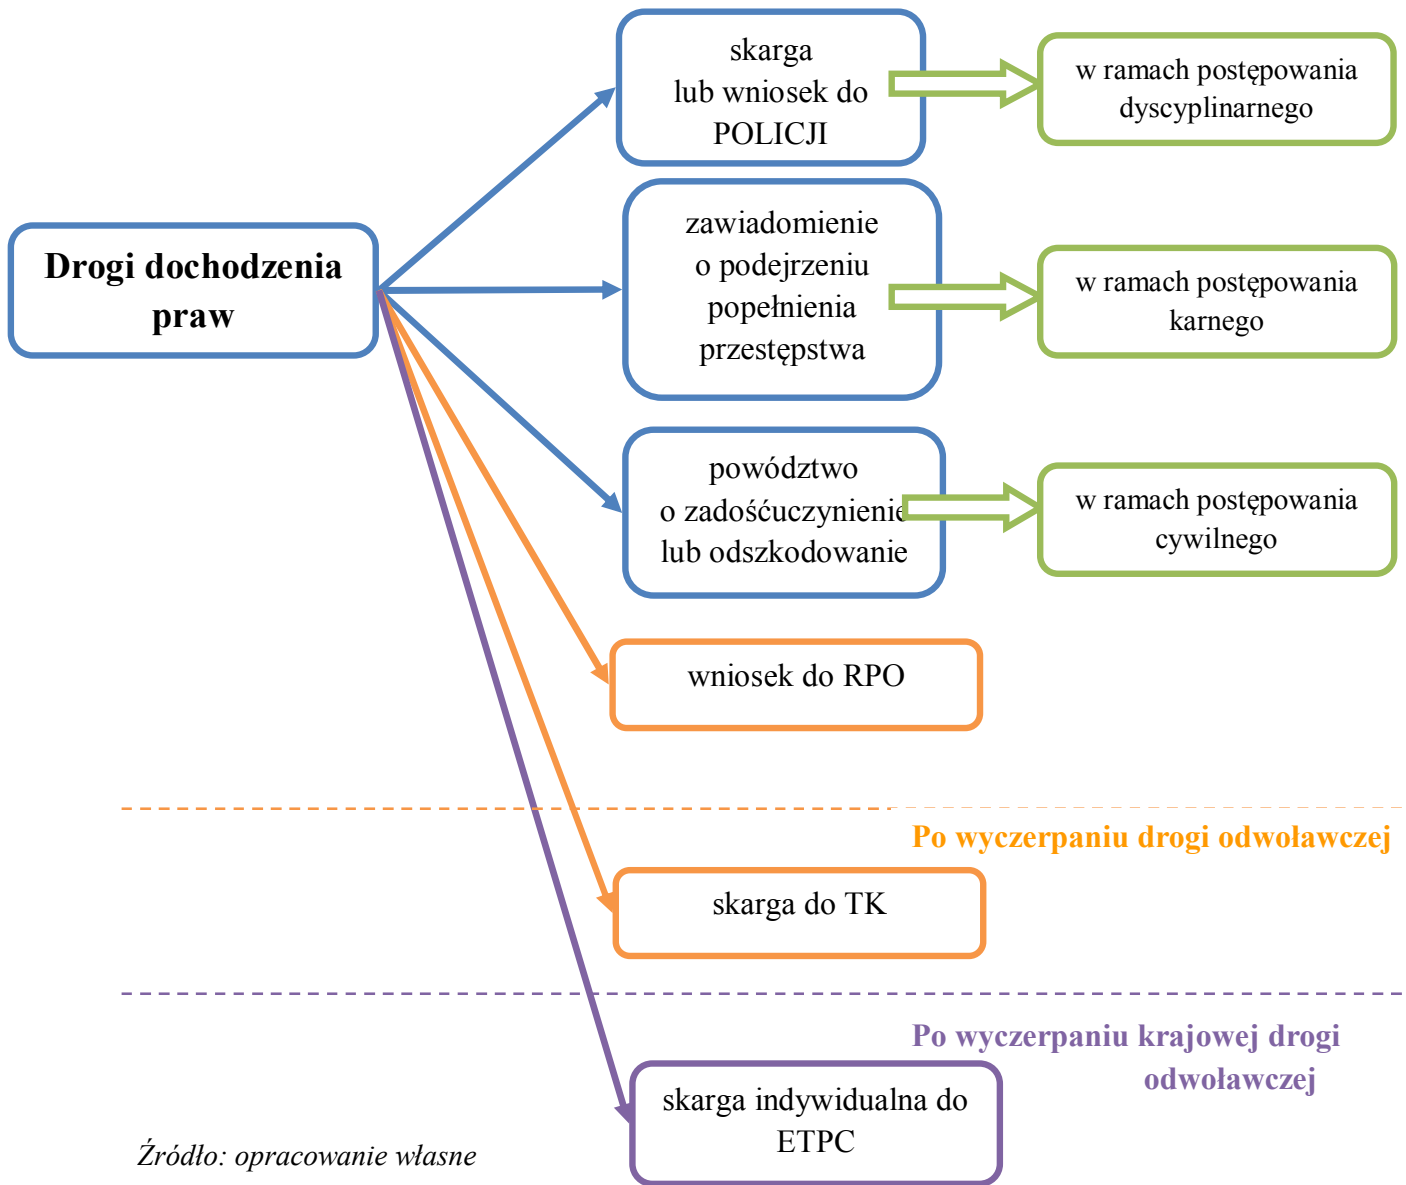 skarga
lub wniosek do
POLICJI
w ramach postępowania
dyscyplinarnego
Drogi dochodzenia
praw
zawiadomienie
o podejrzeniu
popełnienia
przestępstwa
w ramach postępowania
karnego
powództwo
o zadośćuczynienie
lub odszkodowanie
w ramach postępowania
cywilnego
wniosek do RPO
Po wyczerpaniu drogi odwoławczej
skarga do TK
Po wyczerpaniu krajowej drogi
odwoławczej
skarga indywidualna do
ETPC
Źródło: opracowanie własne